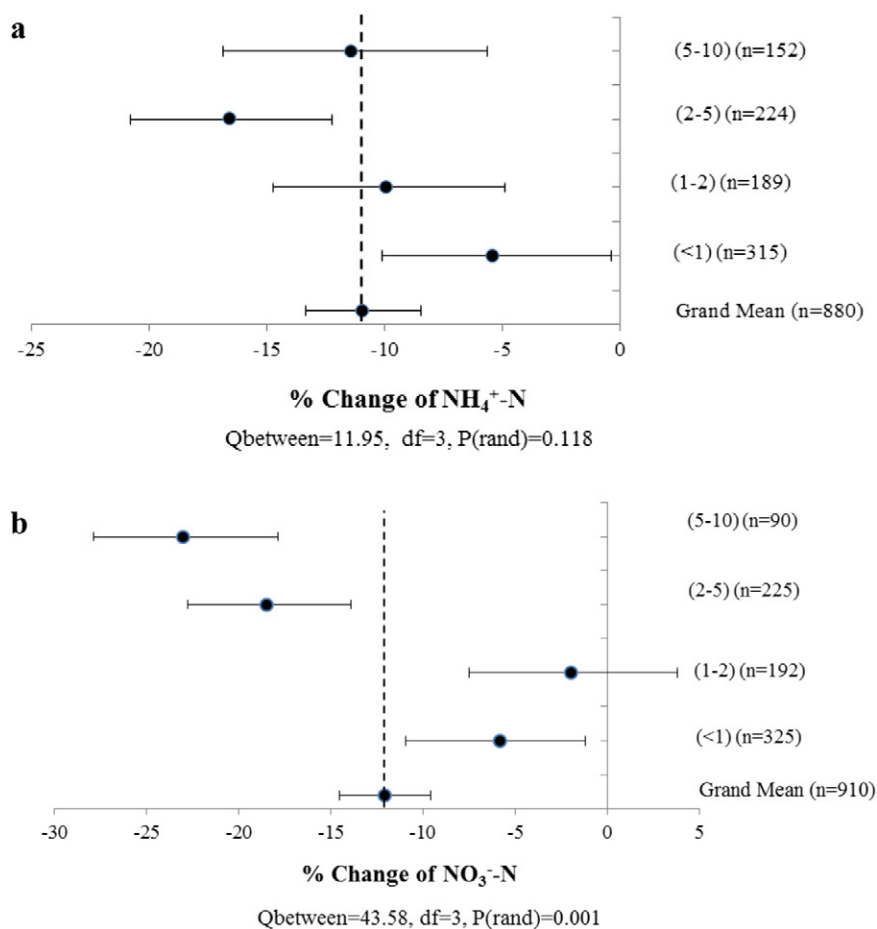 a
(5-10) (n=152)
(2-5) (n=224)
(1-2) (n=189)
(<1) (n=315)
Grand Mean (n=880)
-25 -20 -15 -10 -5 0
% Change of NH₄⁺-N
Qbetween=11.95, df=3, P(rand)=0.118
b
(5-10) (n=90)
(2-5) (n=225)
(1-2) (n=192)
(<1) (n=325)
Grand Mean (n=910)
-30 -25 -20 -15 -10 -5 0 5
% Change of NO₃⁻-N
Qbetween=43.58, df=3, P(rand)=0.001